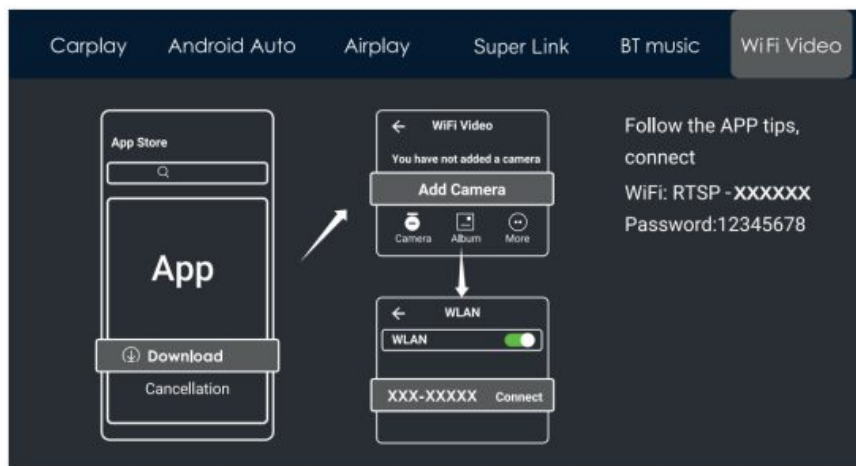 Carplay Android Auto Airplay Super Link BT music WiFi Video
App Store
App
Download
Cancellation
WiFi Video
You have not added a camera
Add Camera
Camera Album More
WLAN
WLAN
XXX-XXXXX Connect
Follow the APP tips,
connect
WiFi: RTSP -XXXXXX
Password:12345678